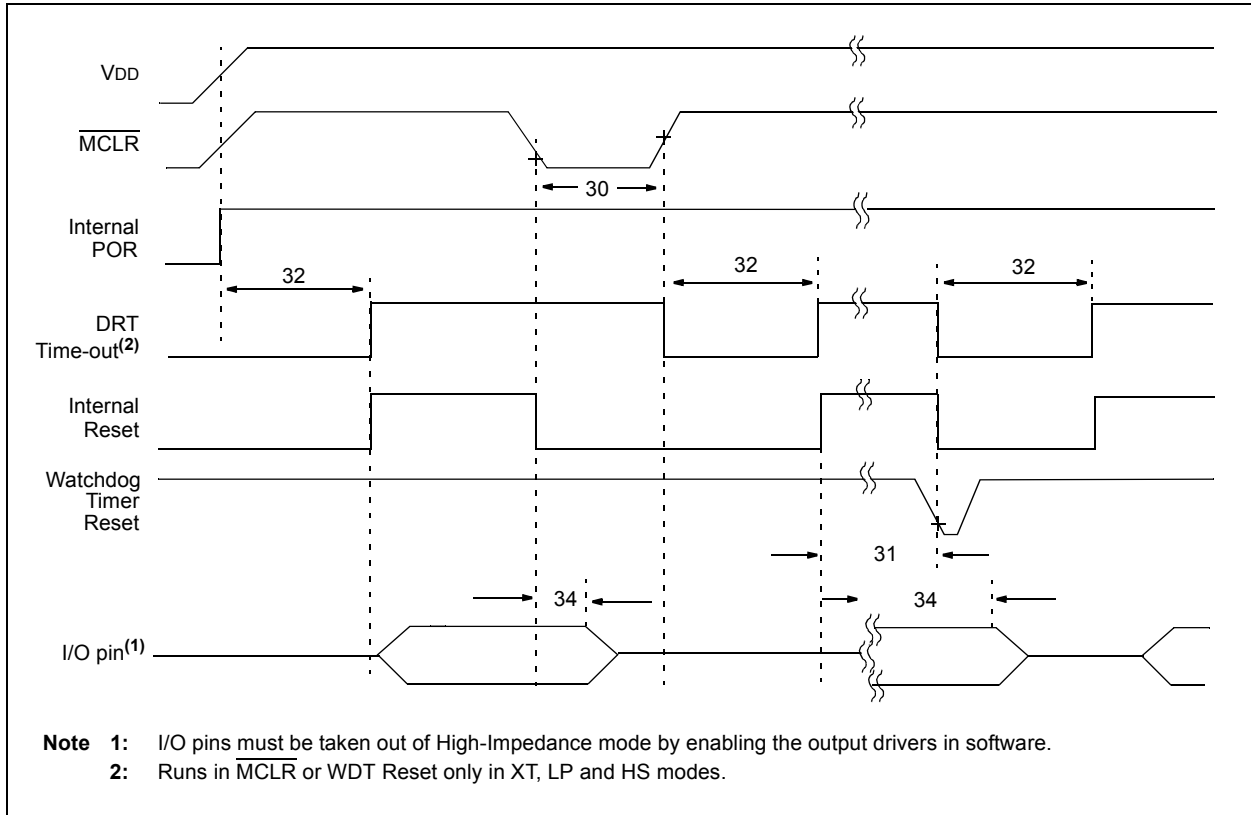 VDD
MCLR
30
Internal
POR
32
32
32
DRT
Time-out(2)
Internal
Reset
Watchdog
Timer
Reset
31
34
34
I/O pin(1)
Note 1: I/O pins must be taken out of High-Impedance mode by enabling the output drivers in software.
2: Runs in MCLR or WDT Reset only in XT, LP and HS modes.